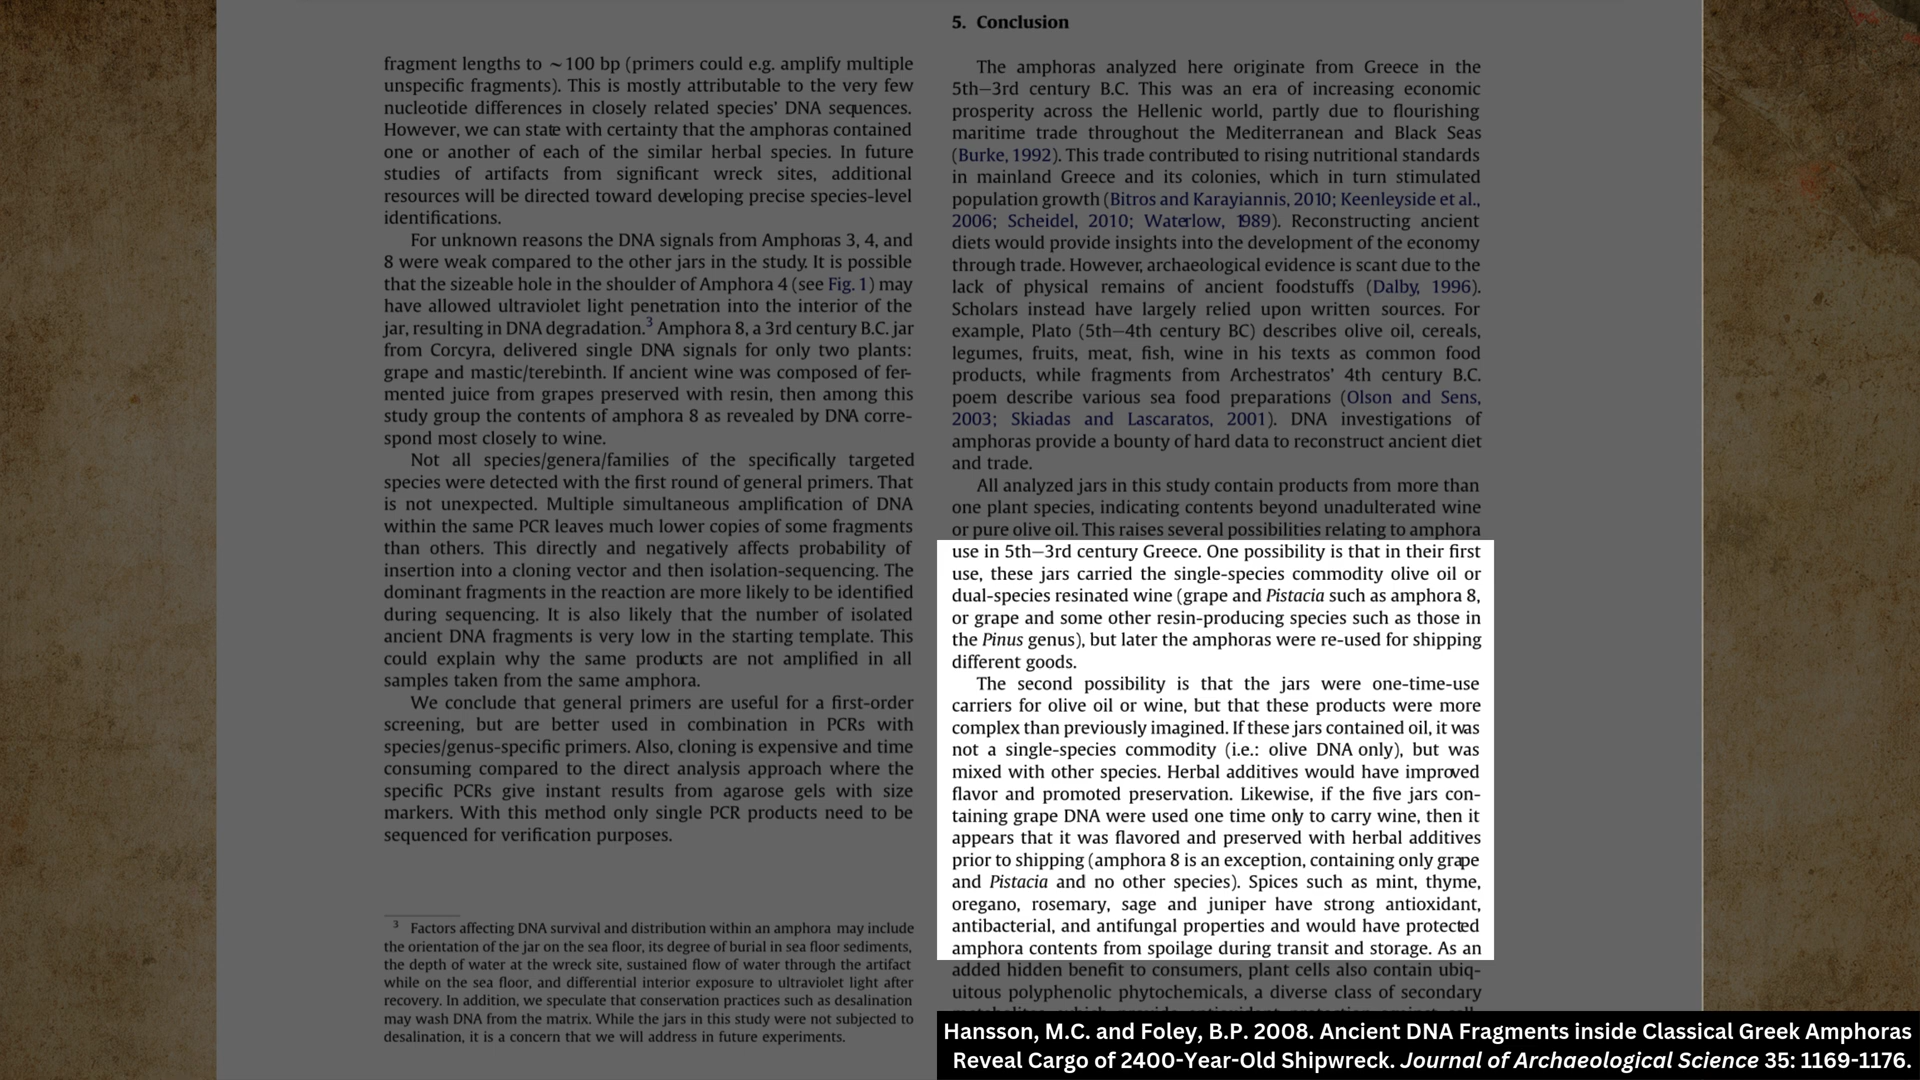 fragment lengths to ~100 bp (primers could e.g. amplify multiple
unspecific fragments). This is mostly attributable to the very few
nucleotide differences in closely related species' DNA sequences.
However, we can state with certainty that the amphoras contained
one or another of each of the similar herbal species. In future
studies of artifacts from significant wreck sites, additional
resources will be directed toward developing precise species-level
identifications.
For unknown reasons the DNA signals from Amphoras 3, 4, and
8 were weak compared to the other jars in the study. It is possible
that the sizeable hole in the shoulder of Amphora 4 (see Fig. 1) may
have allowed ultraviolet light penetration into the interior of the
jar, resulting in DNA degradation.3 Amphora 8, a 3rd century B.C. jar
from Corcyra, delivered single DNA signals for only two plants:
grape and mastic/terebinth. If ancient wine was composed of fer-
mented juice from grapes preserved with resin, then among this
study group the contents of amphora 8 as revealed by DNA corre-
spond most closely to wine.
Not all species/genera/families of the specifically targeted
species were detected with the first round of general primers. That
is not unexpected. Multiple simultaneous amplification of DNA
within the same PCR leaves much lower copies of some fragments
than others. This directly and negatively affects probability of
insertion into a cloning vector and then isolation-sequencing. The
dominant fragments in the reaction are more likely to be identified
during sequencing. It is also likely that the number of isolated
ancient DNA fragments is very low in the starting template. This
could explain why the same products are not amplified in all
samples taken from the same amphora.
We conclude that general primers are useful for a first-order
screening, but are better used in combination in PCRs with
species/genus-specific primers. Also, cloning is expensive and time
consuming compared to the direct analysis approach where the
specific PCRs give instant results from agarose gels with size
markers. With this method only single PCR products need to be
sequenced for verification purposes.
3 Factors affecting DNA survival and distribution within an amphora may include
the orientation of the jar on the sea floor, its degree of burial in sea floor sediments,
the depth of water at the wreck site, sustained flow of water through the artifact
while on the sea floor, and differential interior exposure to ultraviolet light after
recovery. In addition, we speculate that conservation practices such as desalination
may wash DNA from the matrix. While the jars in this study were not subjected to
desalination, it is a concern that we will address in future experiments.
5. Conclusion
The amphoras analyzed here originate from Greece in the
5th–3rd century B.C. This was an era of increasing economic
prosperity across the Hellenic world, partly due to flourishing
maritime trade throughout the Mediterranean and Black Seas
(Burke, 1992). This trade contributed to rising nutritional standards
in mainland Greece and its colonies, which in turn stimulated
population growth (Bitros and Karayiannis, 2010; Keenleyside et al.,
2006; Scheidel, 2010; Waterlow, 1989). Reconstructing ancient
diets would provide insights into the development of the economy
through trade. However, archaeological evidence is scant due to the
lack of physical remains of ancient foodstuffs (Dalby, 1996).
Scholars instead have largely relied upon written sources. For
example, Plato (5th–4th century BC) describes olive oil, cereals,
legumes, fruits, meat, fish, wine in his texts as common food
products, while fragments from Archestratos' 4th century B.C.
poem describe various sea food preparations (Olson and Sens,
2003; Skiadas and Lascaratos, 2001). DNA investigations of
amphoras provide a bounty of hard data to reconstruct ancient diet
and trade.
All analyzed jars in this study contain products from more than
one plant species, indicating contents beyond unadulterated wine
or pure olive oil. This raises several possibilities relating to amphora
use in 5th–3rd century Greece. One possibility is that in their first
use, these jars carried the single-species commodity olive oil or
dual-species resinated wine (grape and Pistacia such as amphora 8,
or grape and some other resin-producing species such as those in
the Pinus genus), but later the amphoras were re-used for shipping
different goods.
The second possibility is that the jars were one-time-use
carriers for olive oil or wine, but that these products were more
complex than previously imagined. If these jars contained oil, it was
not a single-species commodity (i.e.: olive DNA only), but was
mixed with other species. Herbal additives would have improved
flavor and promoted preservation. Likewise, if the five jars con-
taining grape DNA were used one time only to carry wine, then it
appears that it was flavored and preserved with herbal additives
prior to shipping (amphora 8 is an exception, containing only grape
and Pistacia and no other species). Spices such as mint, thyme,
oregano, rosemary, sage and juniper have strong antioxidant,
antibacterial, and antifungal properties and would have protected
amphora contents from spoilage during transit and storage. As an
added hidden benefit to consumers, plant cells also contain ubiq-
uitous polyphenolic phytochemicals, a diverse class of secondary
Hansson, M.C. and Foley, B.P. 2008. Ancient DNA Fragments inside Classical Greek Amphoras
Reveal Cargo of 2400-Year-Old Shipwreck. Journal of Archaeological Science 35: 1169-1176.